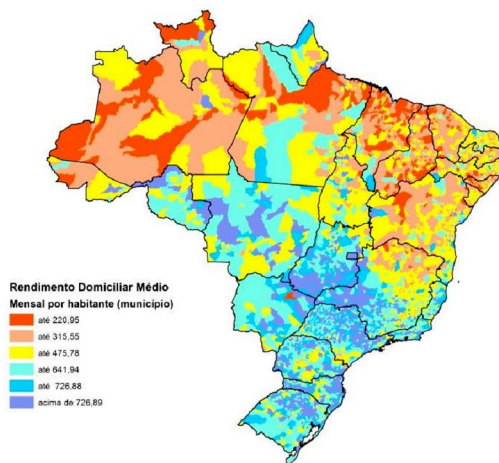 Rendimento Domiciliar Médio
Mensal por habitante (município)
até 220,95
até 315,55
até 475,78
até 641,94
até 726,88
acima de 726,89